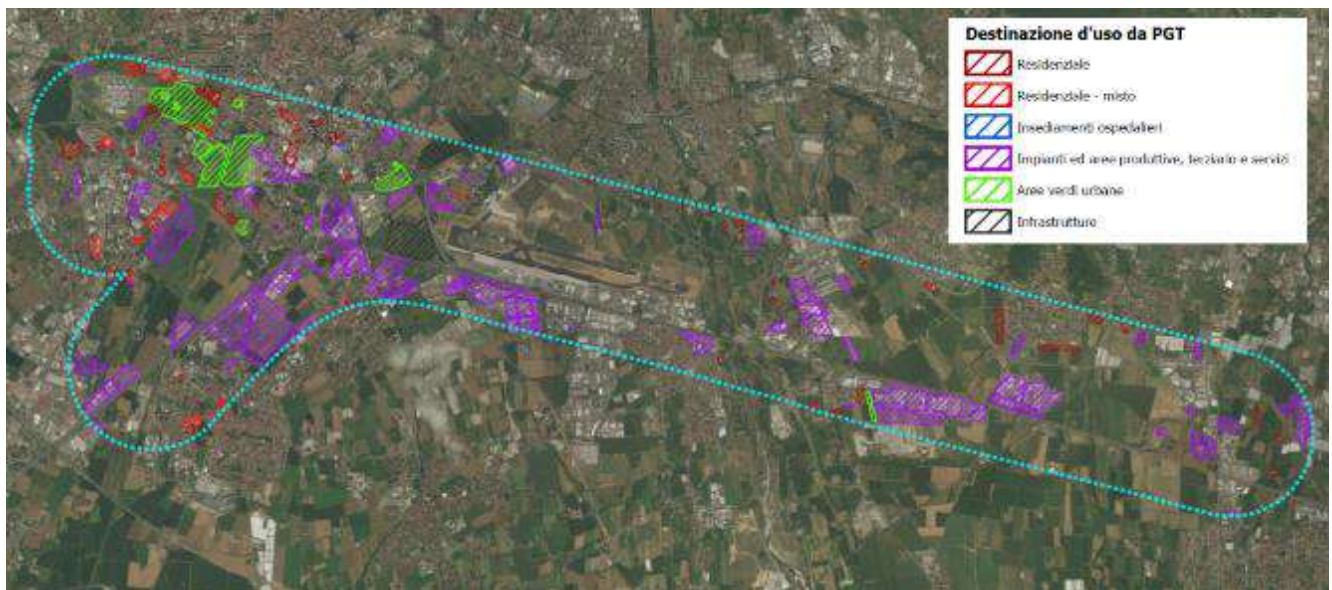 Destinazione d'uso da PGT
Residenziale
Residenziale - misto
Insediamenti ospedalieri
Impianti ed aree produttive, terziario e servizi
Aree verdi urbane
Infrastrutture